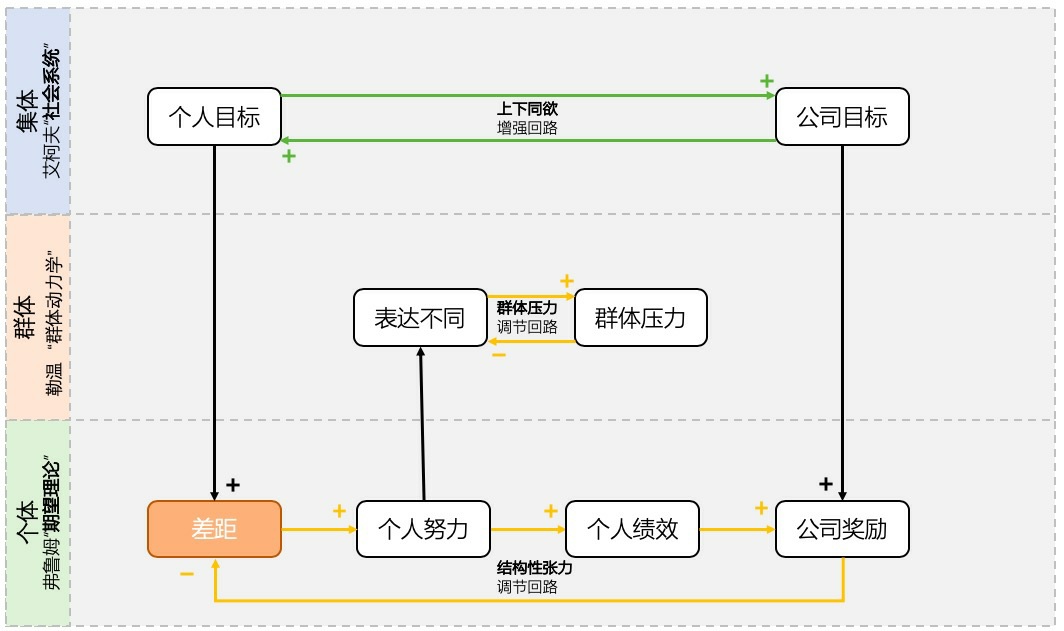 集体
艾柯夫“社会系统”
个人目标
+
上下同欲
增强回路
+
公司目标
群体
勒温 “群体动力学”
表达不同
+
群体压力
调节回路
−
群体压力
个体
弗鲁姆“期望理论”
+
差距
+
个人努力
+
个人绩效
+
+
公司奖励
−
结构性张力
调节回路